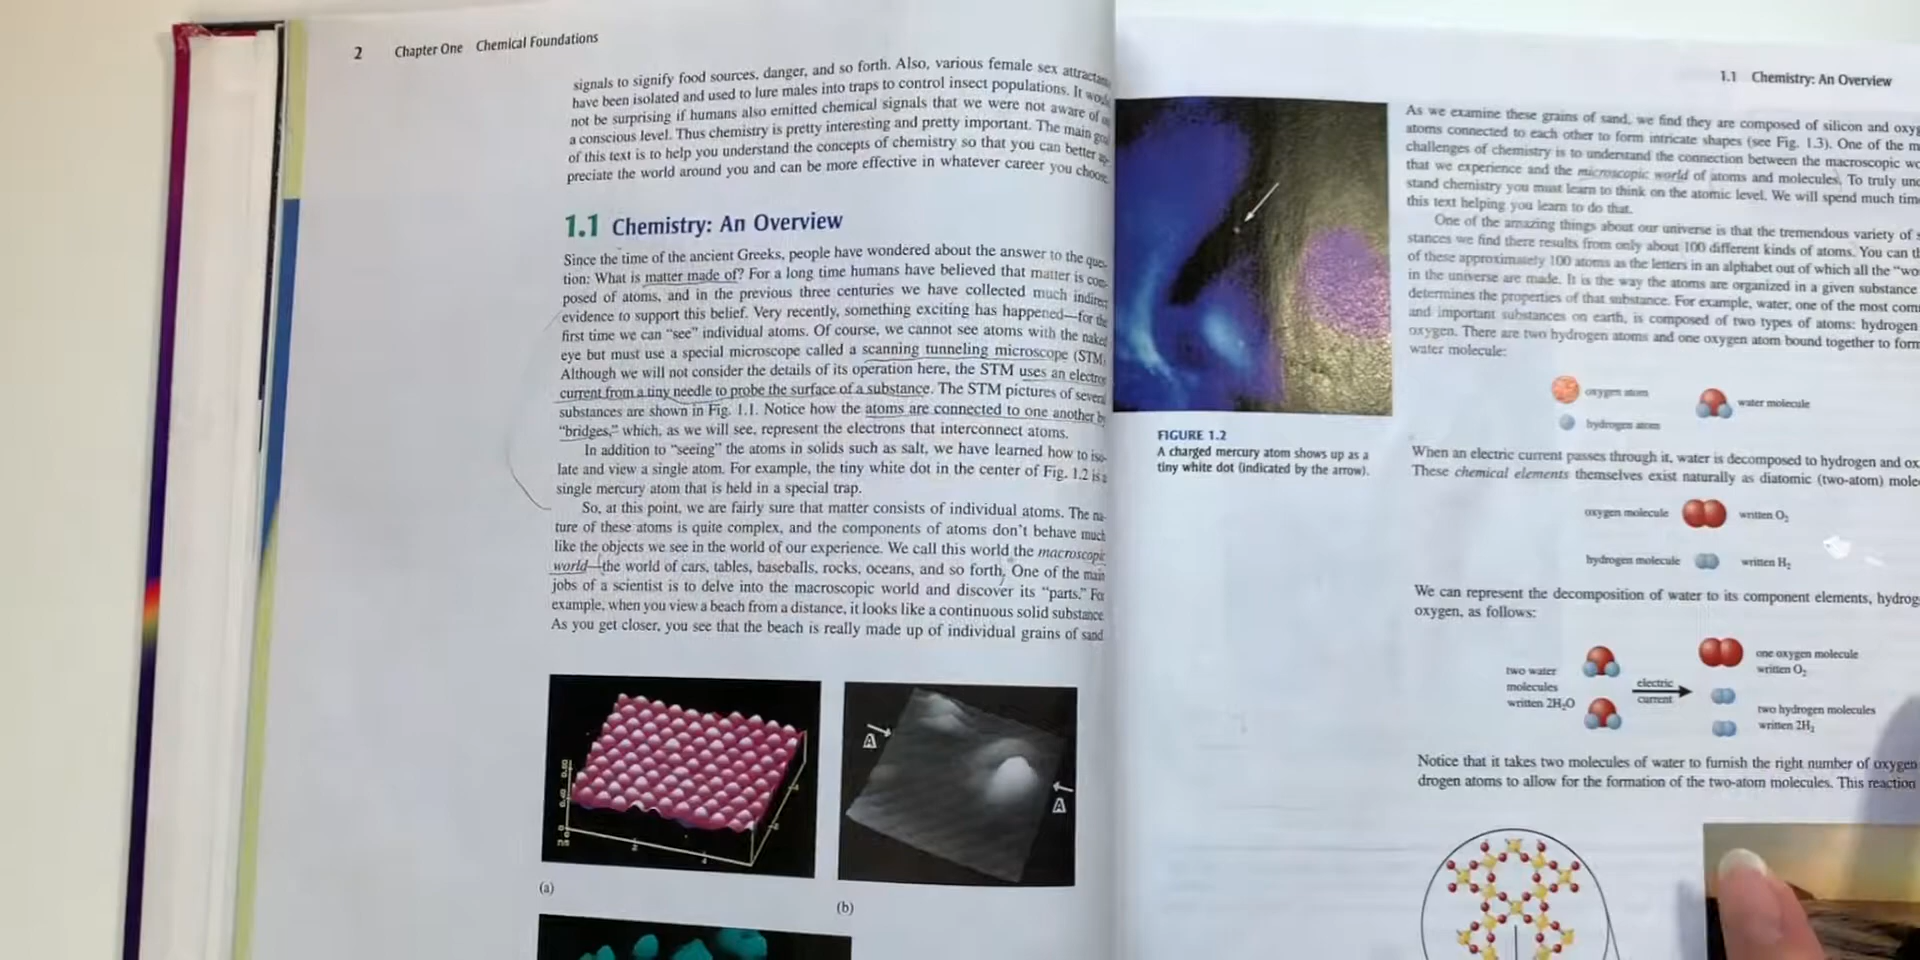 2 Chapter One Chemical Foundations
signals to signify food sources, danger, and so forth. Also, various female sex
have been isolated and used to lure males into traps to control insect populations. It
not be surprising if humans also emitted chemical signals that we were not aware of
a conscious level. Thus chemistry is pretty interesting and pretty important. The main
of this text is to help you understand the concepts of chemistry so that you can better
preciate the world around you and can be more effective in whatever career you choose
1.1 Chemistry: An Overview
Since the time of the ancient Greeks, people have wondered about the answer to the
tion: What is matter made of? For a long time humans have believed that matter is
posed of atoms, and in the previous three centuries we have collected much
evidence to support this belief. Very recently, something exciting has happened—for the
first time we can “see” individual atoms. Of course, we cannot see atoms with the naked
eye but must use a special microscope called a scanning tunneling microscope (STM)
Although we will not consider the details of its operation here, the STM uses an
current from a tiny needle to probe the surface of a substance. The STM pictures of
substances are shown in Fig. 1.1. Notice how the atoms are connected to one another by
“bridges,” which, as we will see, represent the electrons that interconnect atoms.
In addition to “seeing” the atoms in solids such as salt, we have learned how to iso-
late and view a single atom. For example, the tiny white dot in the center of Fig. 1.2 is a
single mercury atom that is held in a special trap.
So, at this point, we are fairly sure that matter consists of individual atoms. The na-
ture of these atoms is quite complex, and the components of atoms don’t behave much
like the objects we see in the world of our experience. We call this world the macroscopic
world—the world of cars, tables, baseballs, rocks, oceans, and so forth. One of the main
jobs of a scientist is to delve into the macroscopic world and discover its “parts.” For
example, when you view a beach from a distance, it looks like a continuous solid substance
As you get closer, you see that the beach is really made up of individual grains of sand
A
A
(a)
(b)
1.1 Chemistry: An Overview
FIGURE 1.2
A charged mercury atom shows up as a
tiny white dot (indicated by the arrow).
As we examine these grains of sand, we find they are composed of silicon and
atoms connected to each other to form intricate shapes (see Fig. 1.3). One of the
challenges of chemistry is to understand the connection between the macroscopic
that we experience and the microscopic world of atoms and molecules. To truly
stand chemistry you must learn to think on the atomic level. We will spend much time
this text helping you learn to do that.
One of the amazing things about our universe is that the tremendous variety of
stances we find there results from only about 100 different kinds of atoms. You can
of these approximately 100 atoms as the letters in an alphabet out of which all the
in the universe are made. It is the way the atoms are organized in a given substance
determines the properties of that substance. For example, water, one of the most
and important substances on earth, is composed of two types of atoms: hydrogen
oxygen. There are two hydrogen atoms and one oxygen atom bound together to form
water molecule:
oxygen atom
water molecule
hydrogen atom
When an electric current passes through it, water is decomposed to hydrogen and
These chemical elements themselves exist naturally as diatomic (two-atom)
oxygen molecule written O₂
hydrogen molecule written H₂
We can represent the decomposition of water to its component elements,
oxygen, as follows:
two water
molecules
written 2H₂O
electric
current
one oxygen molecule
written O₂
two hydrogen molecules
written 2H₂
Notice that it takes two molecules of water to furnish the right number of oxygen
drogen atoms to allow for the formation of the two-atom molecules. This reaction